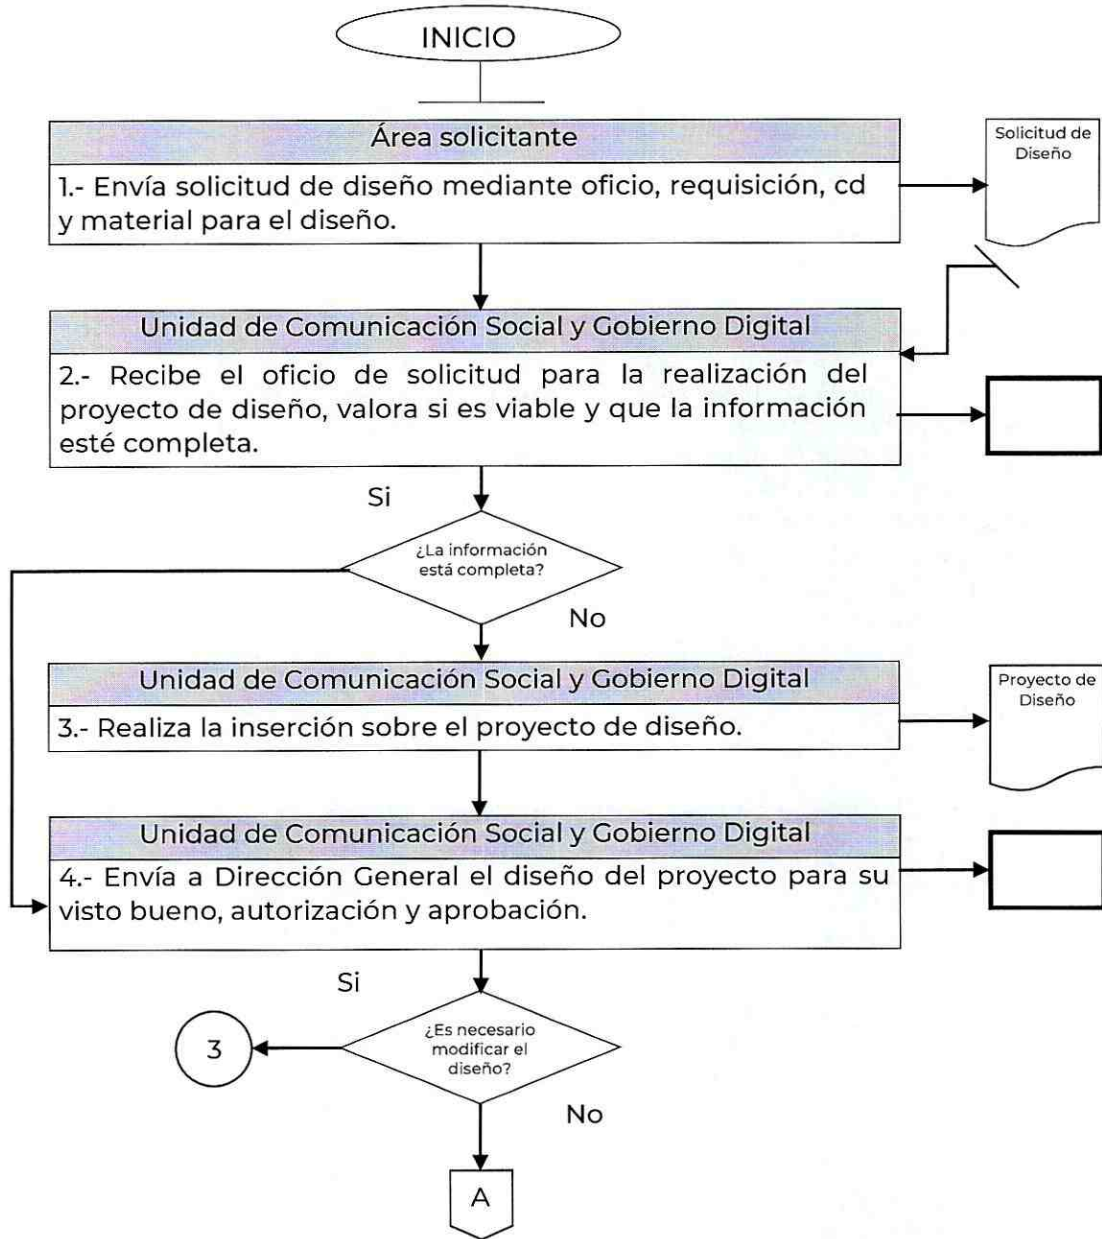 INICIO
Área solicitante
1.- Envía solicitud de diseño mediante oficio, requisición, cd
y material para el diseño.
Solicitud de
Diseño
Unidad de Comunicación Social y Gobierno Digital
2.- Recibe el oficio de solicitud para la realización del
proyecto de diseño, valora si es viable y que la información
esté completa.
Si
¿La información
está completa?
No
Unidad de Comunicación Social y Gobierno Digital
3.- Realiza la inserción sobre el proyecto de diseño.
Proyecto de
Diseño
Unidad de Comunicación Social y Gobierno Digital
4.- Envía a Dirección General el diseño del proyecto para su
visto bueno, autorización y aprobación.
Si
¿Es necesario
modificar el
diseño?
3
No
A